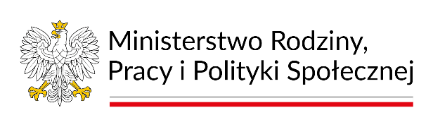 Ministerstwo Rodziny,
Pracy i Polityki Społecznej